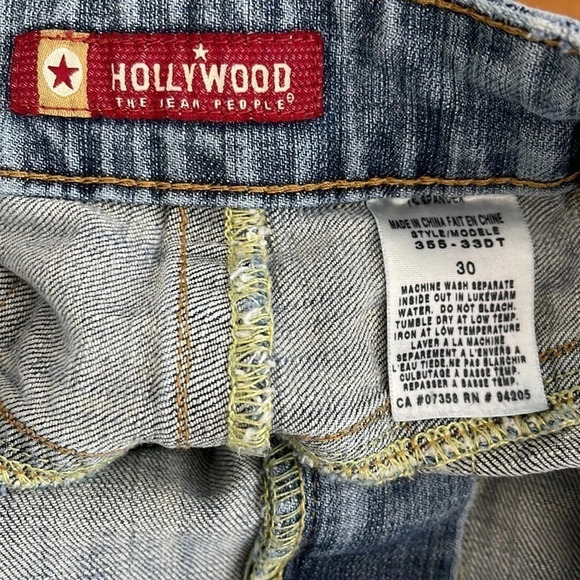 HOLLYWOOD
THE JEAN PEOPLE®
SPANDEX
MADE IN CHINA FAIT EN CHINE
STYLE/MODELE
355-33DT
30
MACHINE WASH SEPARATE
INSIDE OUT IN LUKEWARM
WATER. DO NOT BLEACH.
TUMBLE DRY AT LOW TEMP.
IRON AT LOW TEMPERATURE
LAVER A LA MACHINE
SEPAREMENT A L'ENVERS A
L'EAU TIEDE. NE PAS BLANCHIR
CULBUTAGE A BASSE TEMP.
REPASSER A BASSE TEMP.
CA #07358 RN # 94205